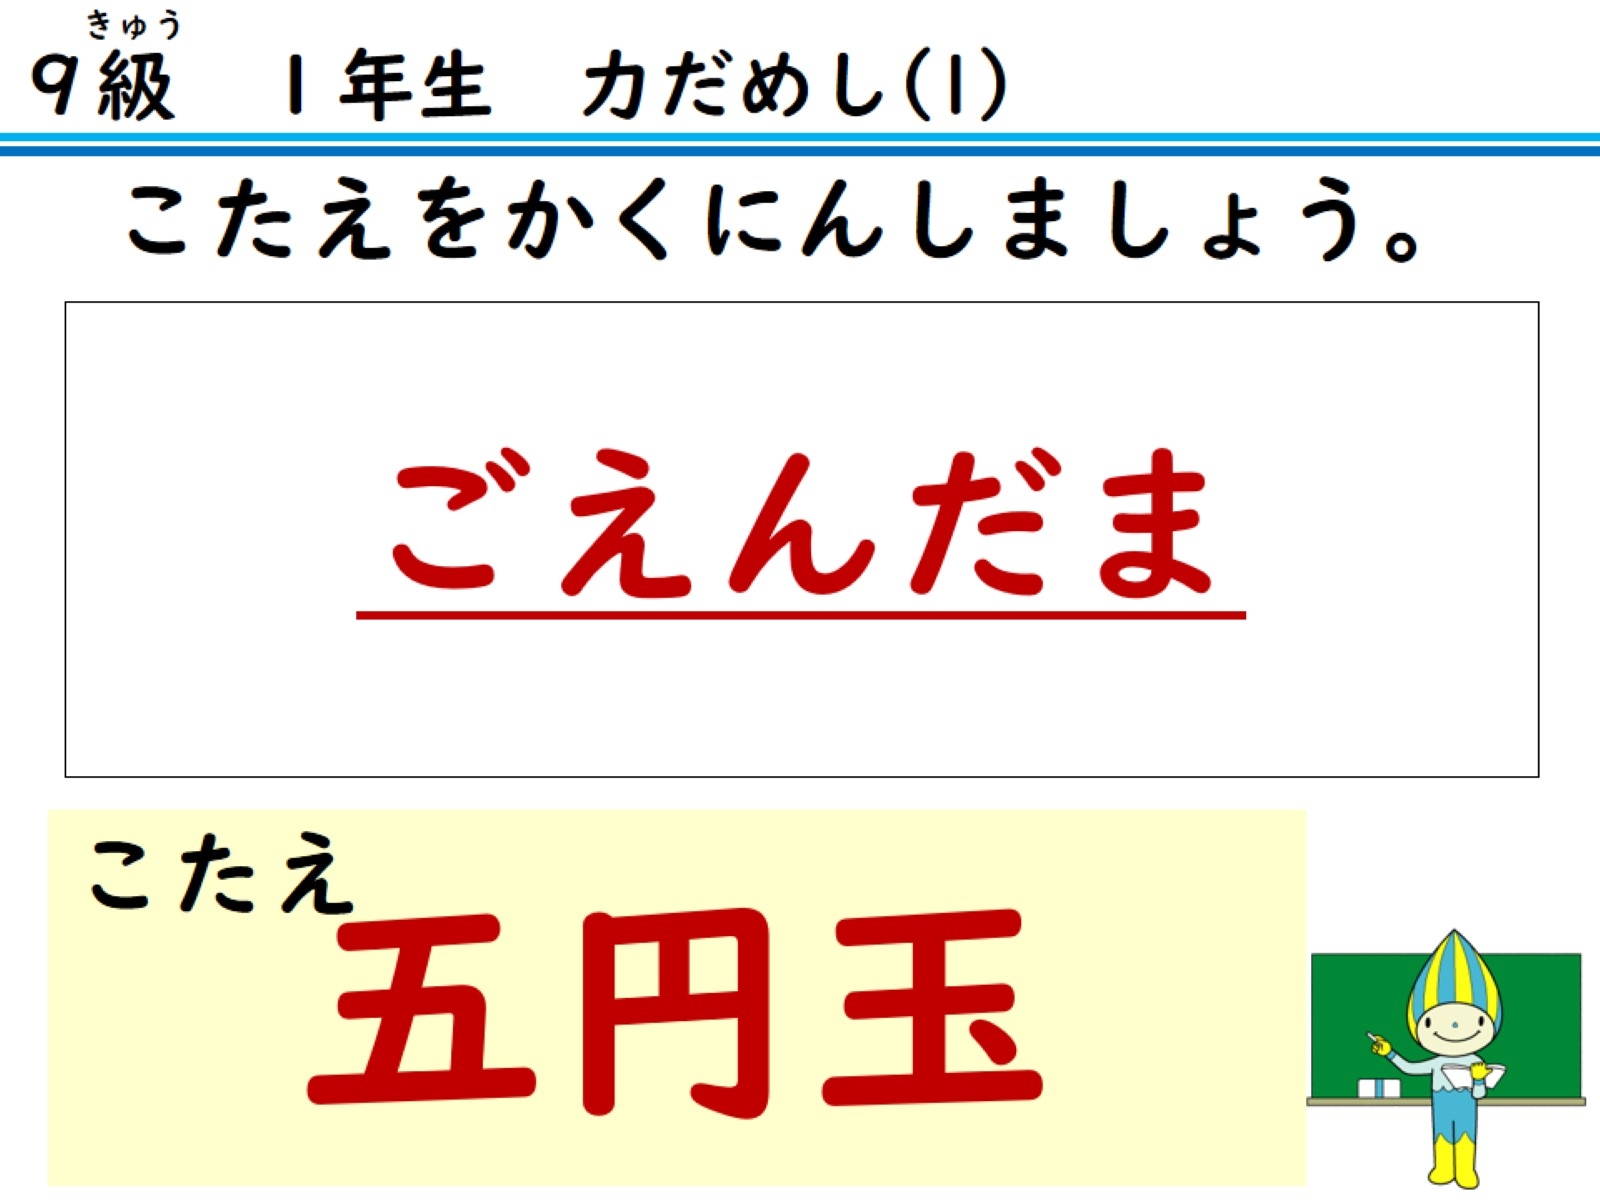 きゅう
９級　１年生　力だめし(1)
こたえをかくにんしましょう。
ごえんだま
こたえ
五円玉